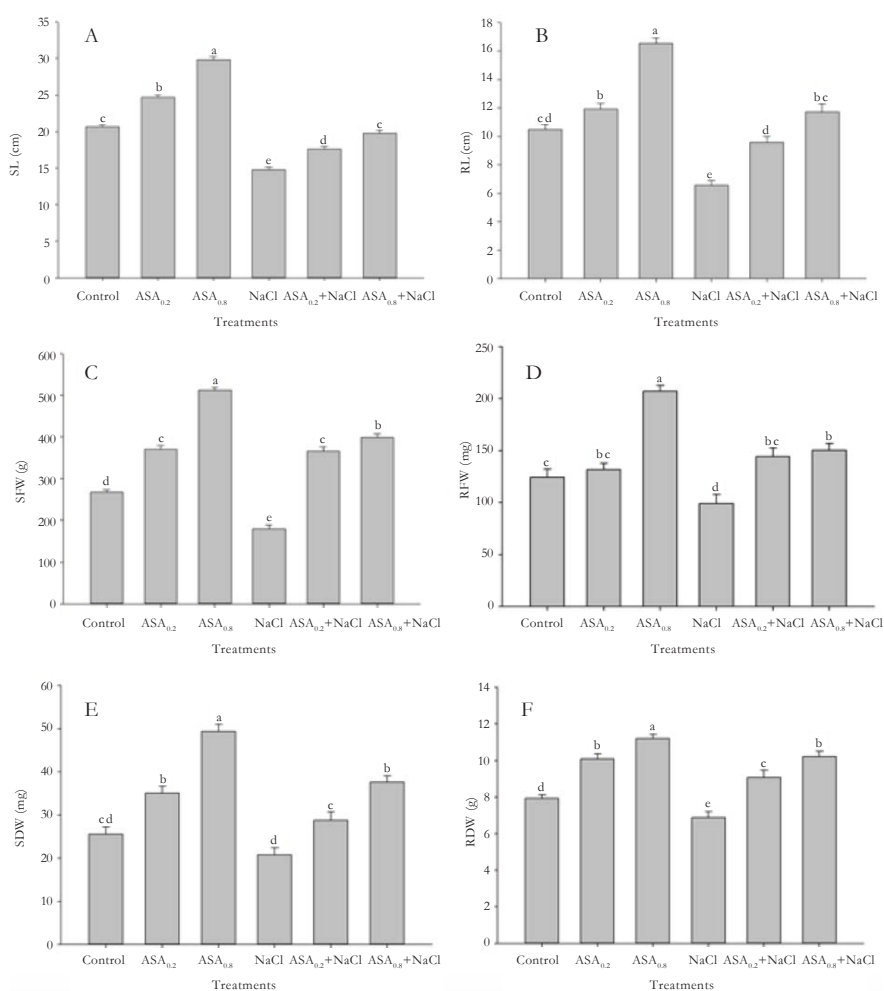 35
30
25
20
15
10
5
0
SL (cm)
A
c
b
a
e
d
c
Control ASA0.2 ASA0.8 NaCl ASA0.2+NaCl ASA0.8+NaCl
Treatments
18
16
14
12
10
8
6
4
2
0
RL (cm)
B
c d
b
a
e
d
b c
Control ASA0.2 ASA0.8 NaCl ASA0.2+NaCl ASA0.8+NaCl
Treatments
600
500
400
300
200
100
0
SFW (g)
C
d
c
a
e
c
b
Control ASA0.2 ASA0.8 NaCl ASA0.2+NaCl ASA0.8+NaCl
Treatments
250
200
150
100
50
0
RFW (mg)
D
c
b c
a
d
b c
b
Control ASA0.2 ASA0.8 NaCl ASA0.2+NaCl ASA0.8+NaCl
Treatments
60
50
40
30
20
10
0
SDW (mg)
E
c d
b
a
d
c
b
Control ASA0.2 ASA0.8 NaCl ASA0.2+NaCl ASA0.8+NaCl
Treatments
14
12
10
8
6
4
2
0
RDW (g)
F
d
b
a
e
c
b
Control ASA0.2 ASA0.8 NaCl ASA0.2+NaCl ASA0.8+NaCl
Treatments